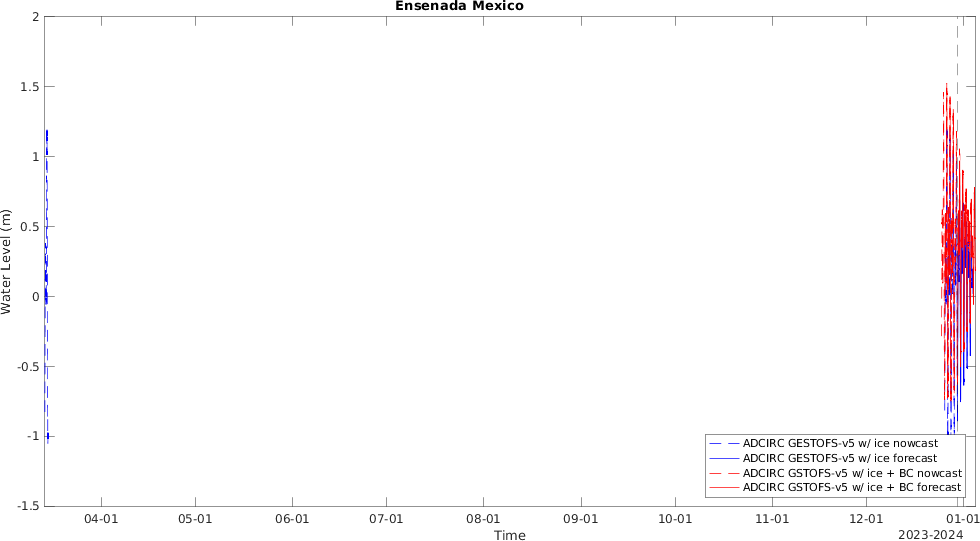 Ensenada Mexico
2
1.5
1
0.5
0
-0.5
-1
-1.5
Water Level (m)
ADCIRC GESTOFS-v5 w/ ice nowcast
ADCIRC GESTOFS-v5 w/ ice forecast
ADCIRC GSTOFS-v5 w/ ice + BC nowcast
ADCIRC GSTOFS-v5 w/ ice + BC forecast
04-01 05-01 06-01 07-01 08-01 09-01 10-01 11-01 12-01 01-01
Time
2023-2024